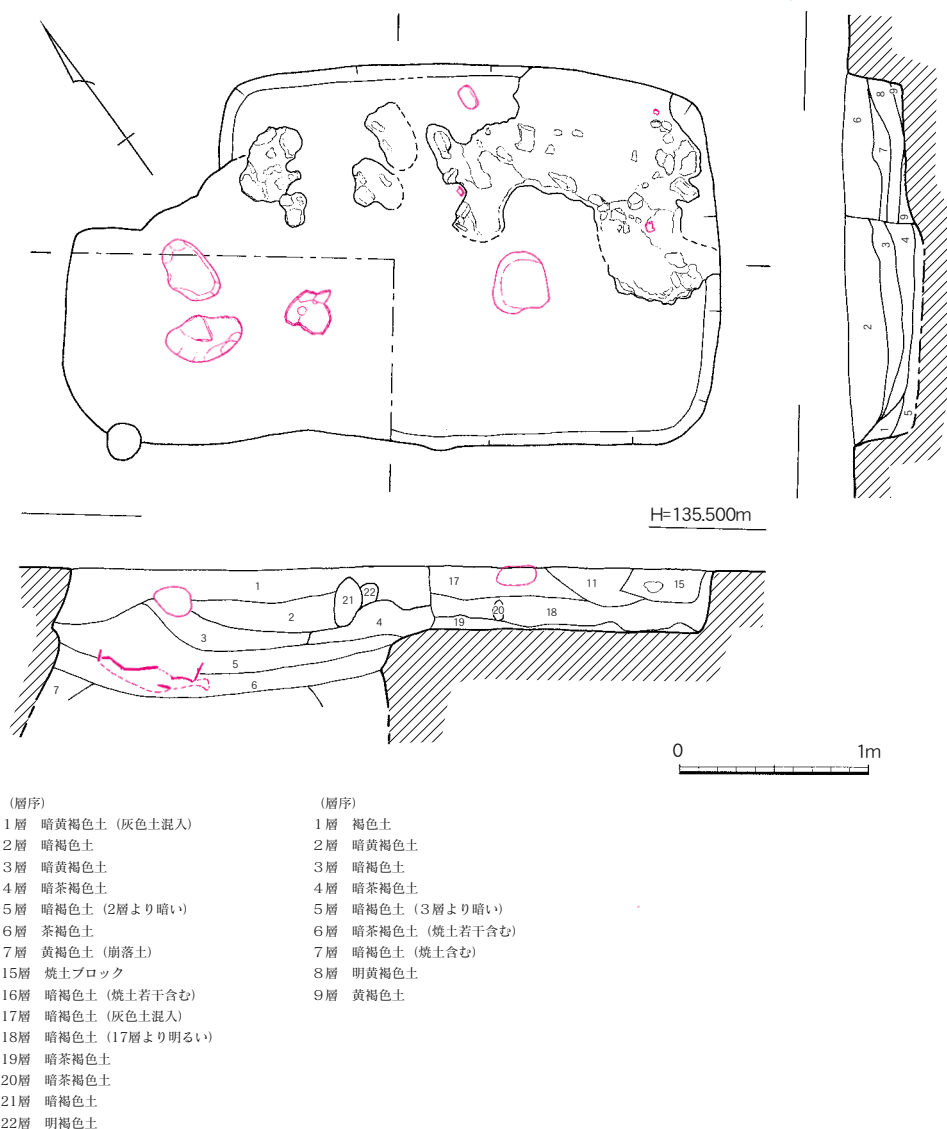 8
9
6
7
9
3
4
2
5
1
H=135.500m
1
17
11
15
21
22
2
20
18
4
19
3
5
6
7
0
1m
(層序)
1層 暗黄褐色土(灰色土混入)
2層 暗褐色土
3層 暗黄褐色土
4層 暗茶褐色土
5層 暗褐色土(2層より暗い)
6層 茶褐色土
7層 黄褐色土(崩落土)
15層 焼土ブロック
16層 暗褐色土(焼土若干含む)
17層 暗褐色土(灰色土混入)
18層 暗褐色土(17層より明るい)
19層 暗茶褐色土
20層 暗茶褐色土
21層 暗褐色土
22層 明褐色土
(層序)
1層 褐色土
2層 暗黄褐色土
3層 暗褐色土
4層 暗茶褐色土
5層 暗褐色土(3層より暗い)
6層 暗茶褐色土(焼土若干含む)
7層 暗褐色土(焼土含む)
8層 明黄褐色土
9層 黄褐色土